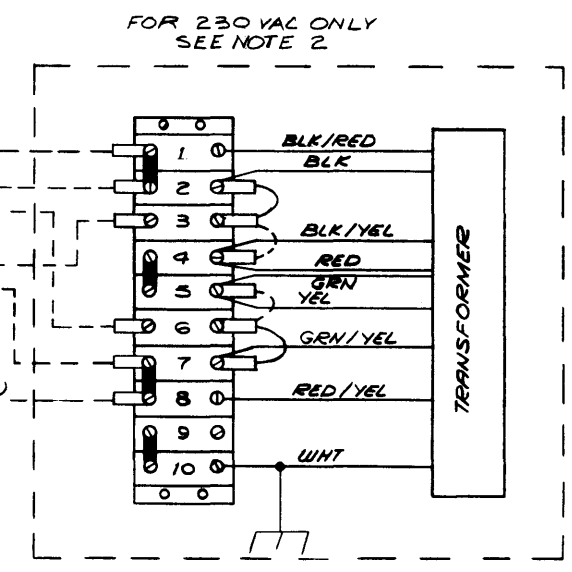 FOR 230 VAC ONLY
SEE NOTE 2
1
BLK/RED
BLK
2
3
BLK/YEL
4
RED
GRN
5
YEL
6
GRN/YEL
7
RED/YEL
8
9
WHT
10
TRANSFORMER